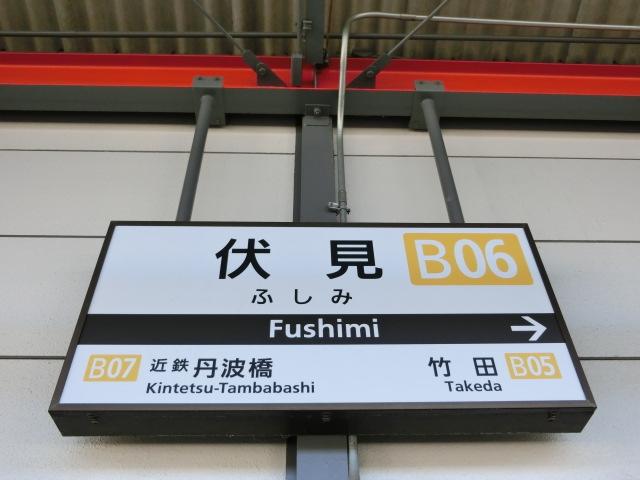 伏見 B06
ふしみ
Fushimi
B07 近鉄丹波橋 竹田 B05
Kintetsu-Tambabashi Takeda